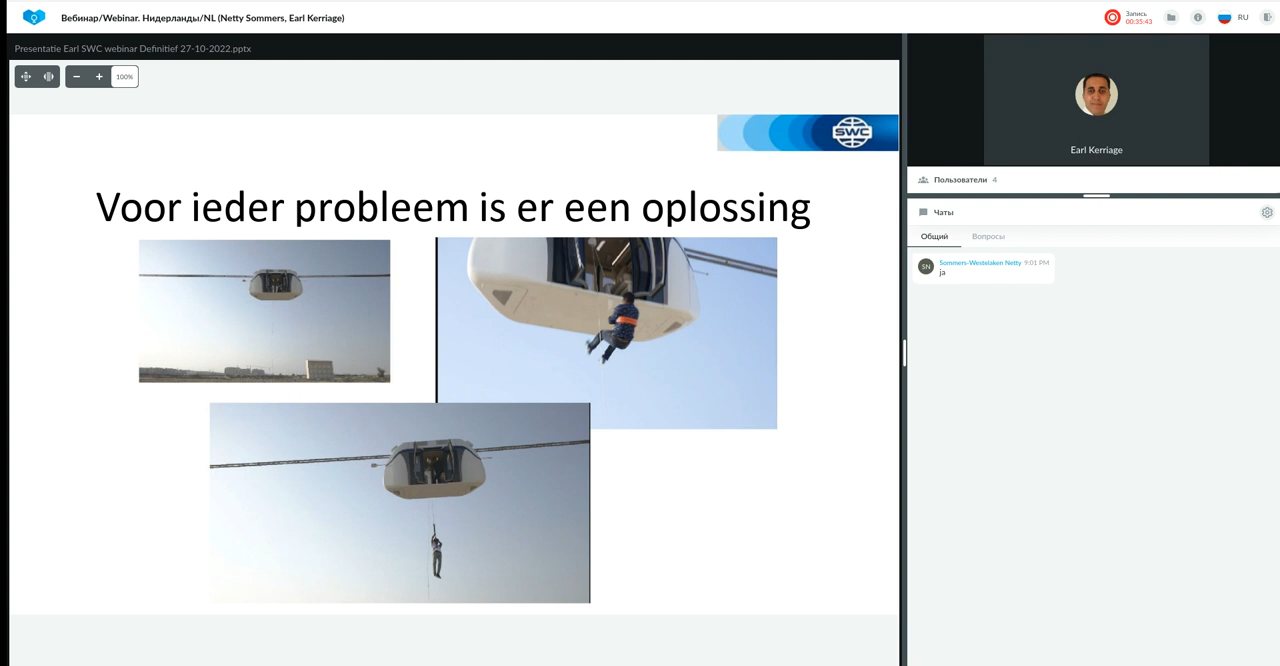 Вебинар/Webinar. Нидерланды/NL (Netty Sommers, Earl Kerriage)
Запись
00:35:43
RU
Presentatie Earl SWC webinar Definitief 27-10-2022.pptx
100%
SWC
Voor ieder probleem is er een oplossing
Earl Kerriage
Пользователи 4
Чаты
Общий Вопросы
SN
Sommers-Westelaken Netty 9:01 PM
ja